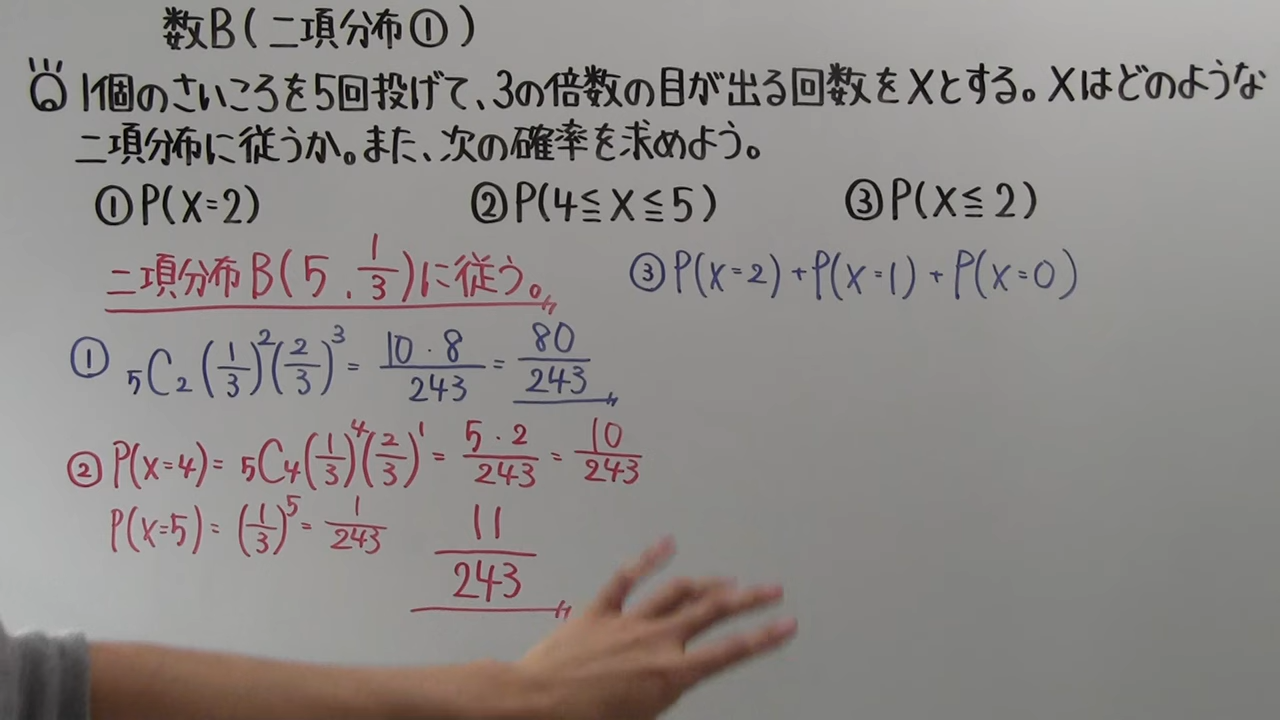 数B(二項分布①)
1個のさいころを5回投げて、3の倍数の目が出る回数をXとする。Xはどのような
二項分布に従うか。また、次の確率を求めよう。
①P(X=2) ②P(4≦X≦5) ③P(X≦2)
二項分布B(5, 1/3)に従う。
① ₅C₂(1/3)²(2/3)³ = 10・8/243 = 80/243
② P(X=4) = ₅C₄(1/3)⁴(2/3)¹ = 5・2/243 = 10/243
P(X=5) = (1/3)⁵ = 1/243
11/243
③P(X=2)+P(X=1)+P(X=0)